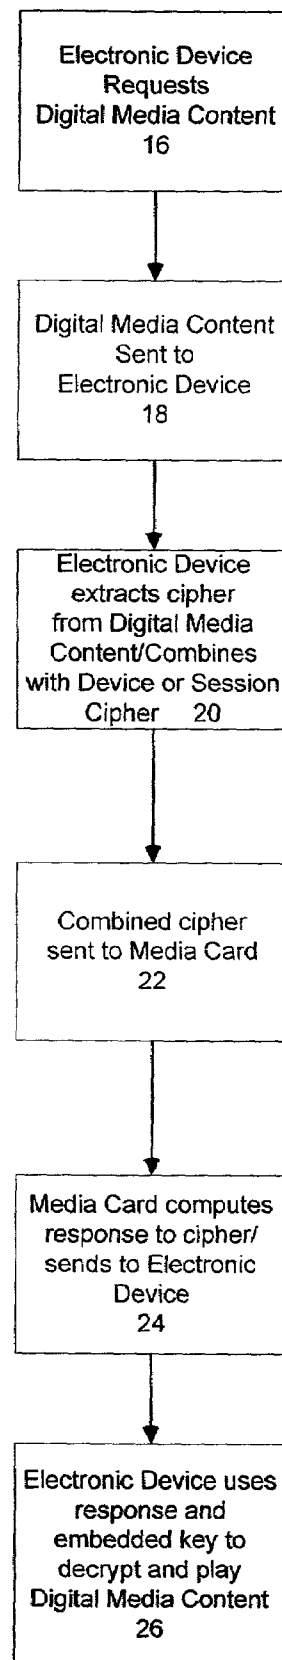 Electronic Device
Requests
Digital Media Content
16
Digital Media Content
Sent to
Electronic Device
18
Electronic Device
extracts cipher
from Digital Media
Content/Combines
with Device or Session
Cipher 20
Combined cipher
sent to Media Card
22
Media Card computes
response to cipher/
sends to Electronic
Device
24
Electronic Device uses
response and
embedded key to
decrypt and play
Digital Media Content
26